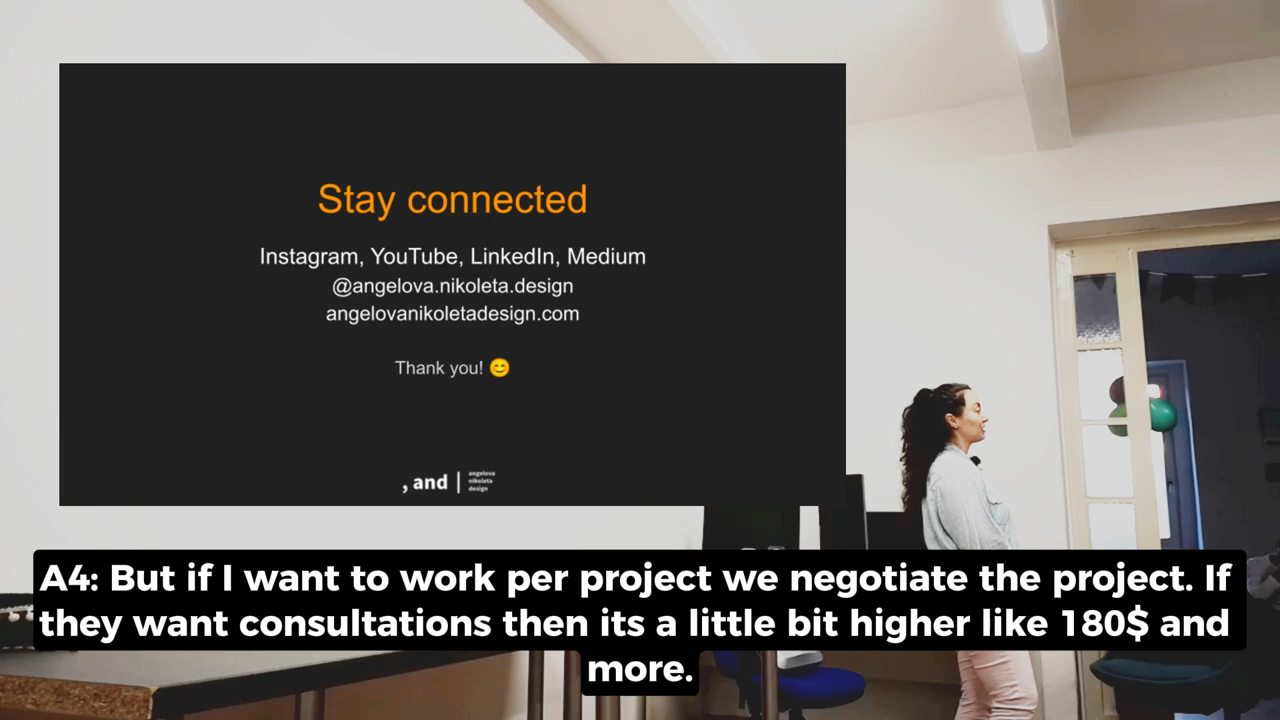 Stay connected
Instagram, YouTube, LinkedIn, Medium
@angelova.nikoleta.design
angelovanikoletadesign.com
Thank you! 😊
, and | angelova
nikoleta
design
A4: But if I want to work per project we negotiate the project. If
they want consultations then its a little bit higher like 180$ and
more.